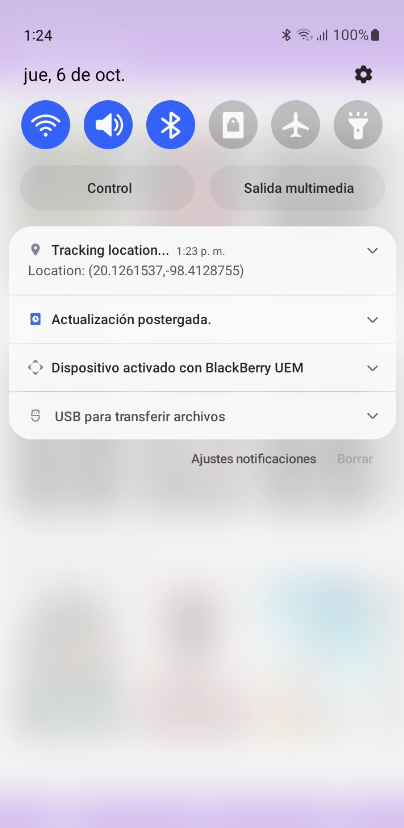 1:24
100%
jue, 6 de oct.
Control
Salida multimedia
Tracking location... 1:23 p. m.
Location: (20.1261537,-98.4128755)
Actualización postergada.
Dispositivo activado con BlackBerry UEM
USB para transferir archivos
Ajustes notificaciones
Borrar